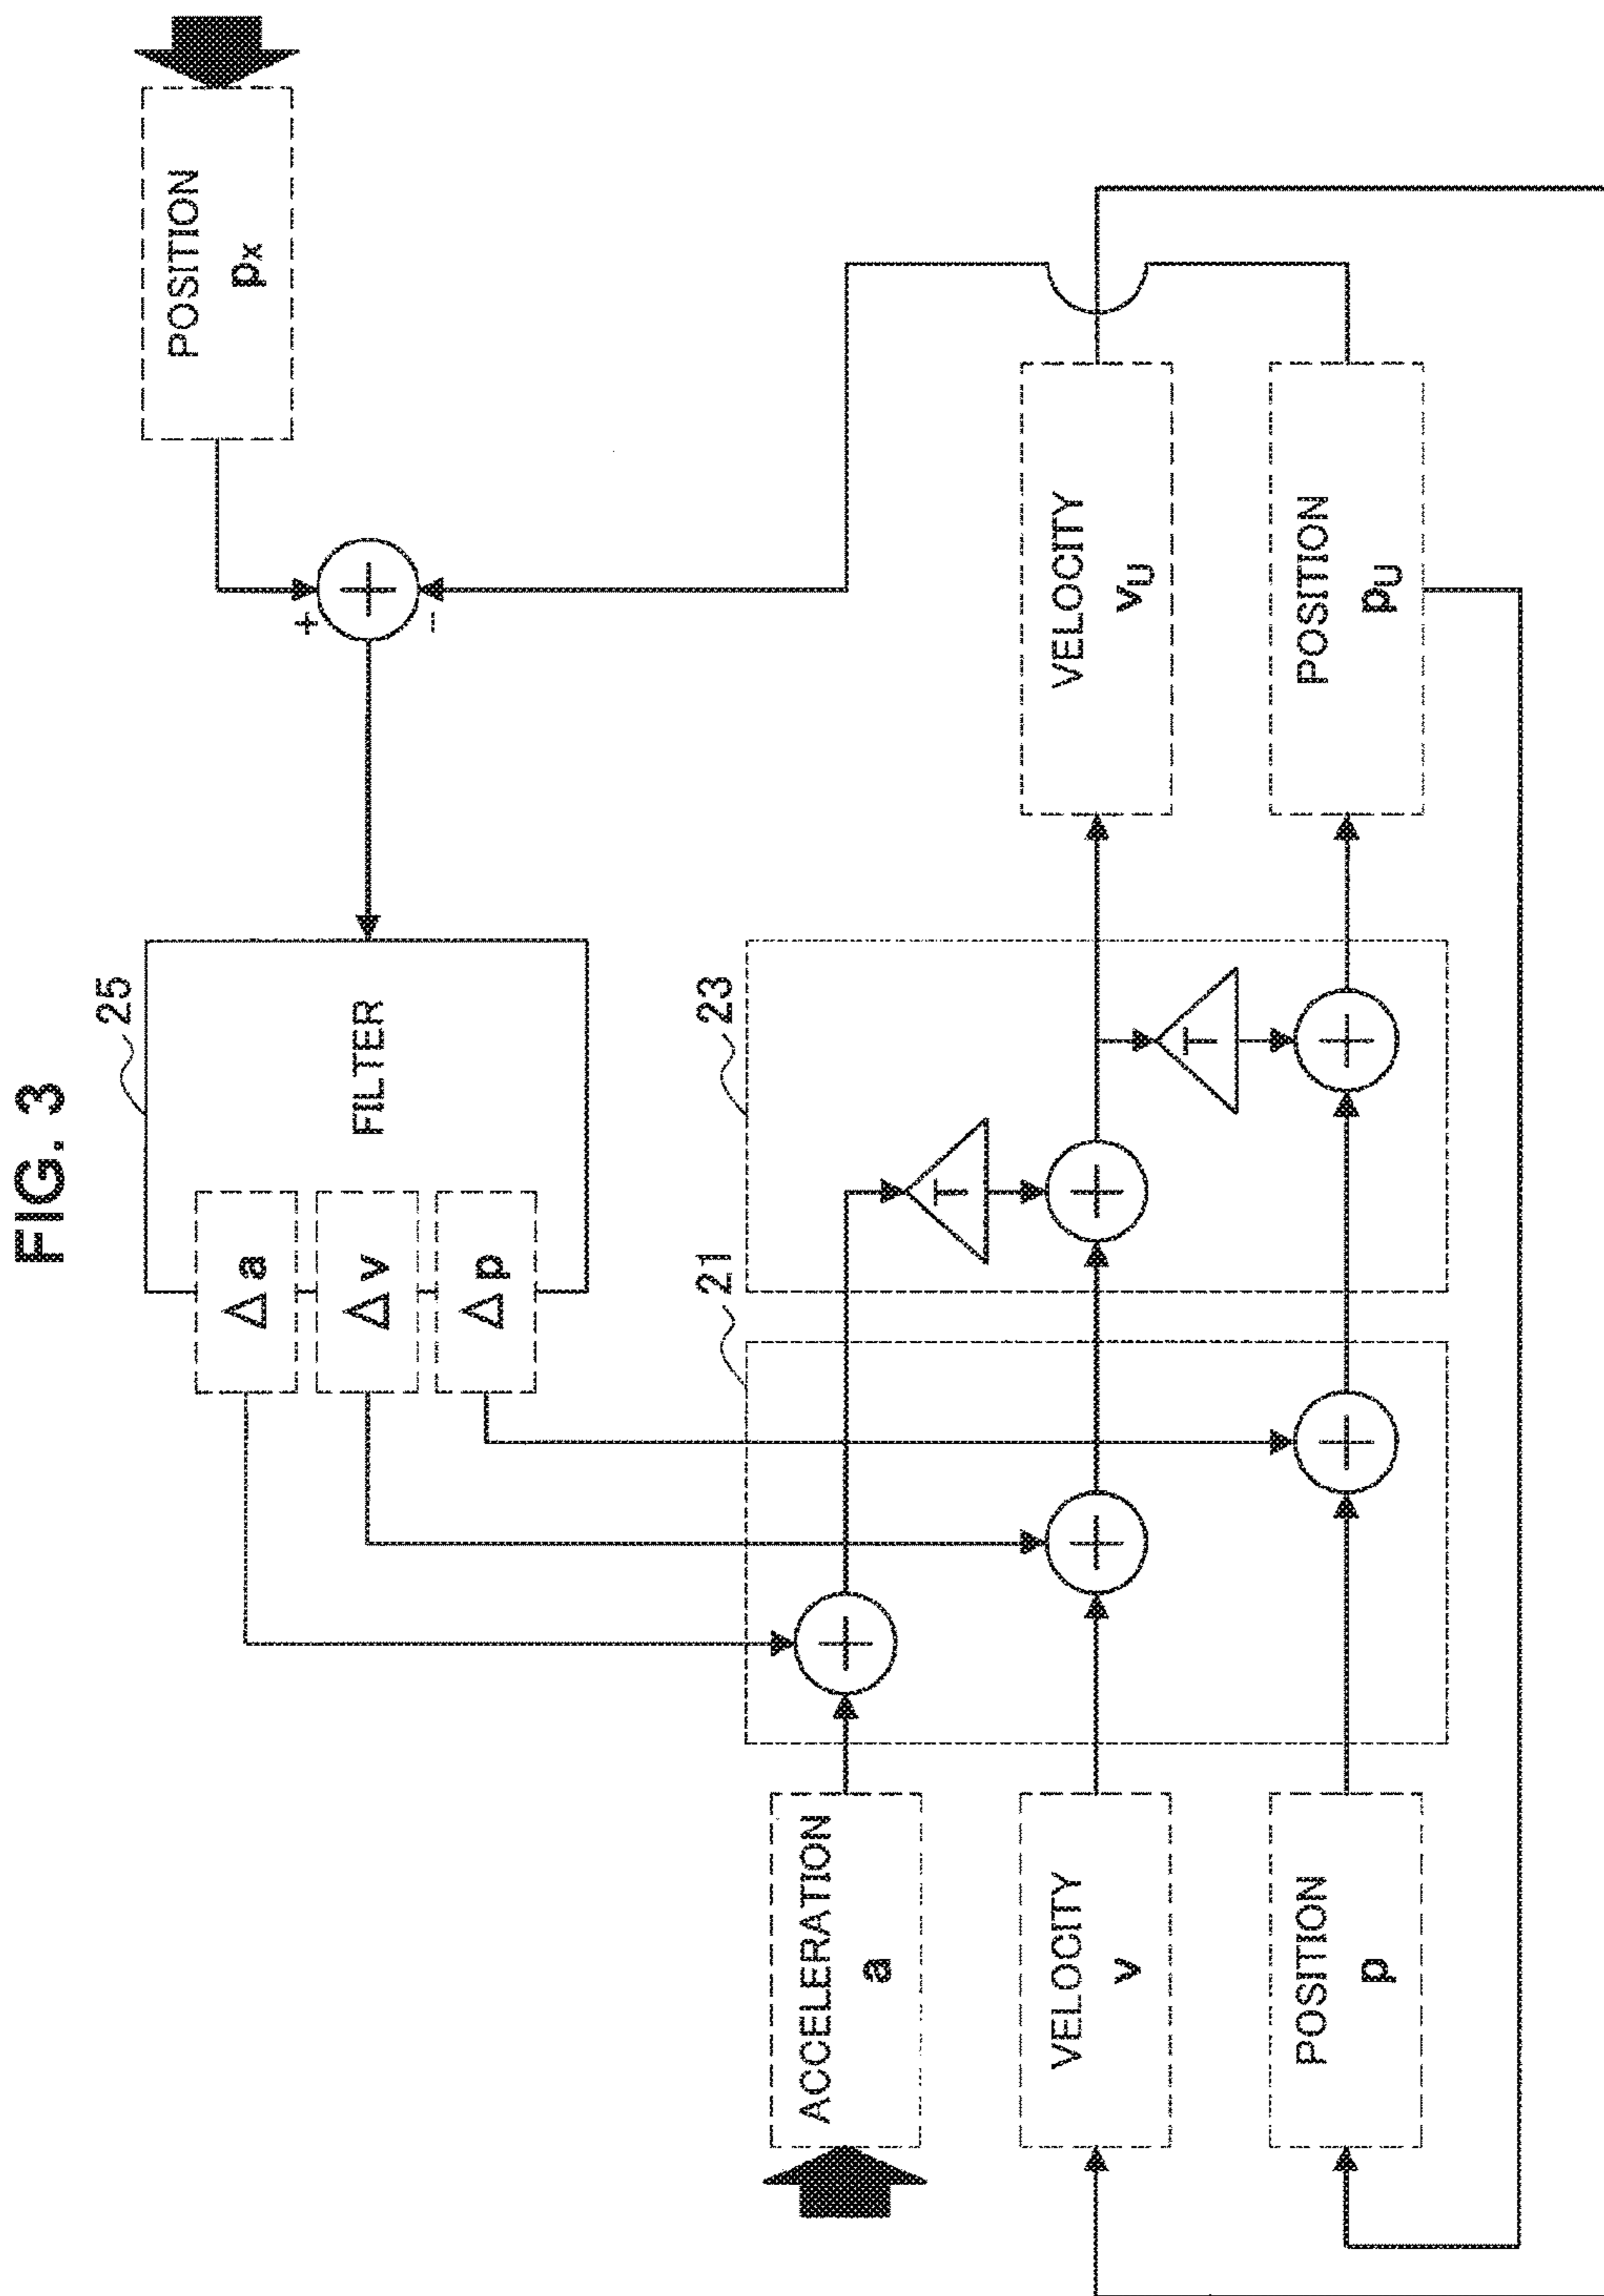 FIG. 3
25
FILTER
Δa
Δv
Δp
POSITION
px
+
−
21
23
ACCELERATION
a
VELOCITY
v
POSITION
p
T
T
VELOCITY
vU
POSITION
pU